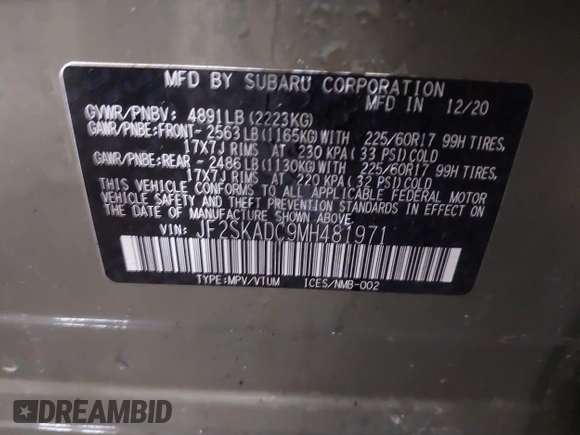 MFD BY SUBARU CORPORATION
MFD IN 12/20
GVWR/PNBV: 4891LB(2223KG)
GAWR/PNBE:FRONT-2563LB(1165KG)WITH 225/60R17 99H TIRES,
17X7J RIMS AT 230 KPA(33 PSI)COLD
GAWR/PNBE:REAR -2486LB(1130KG)WITH 225/60R17 99H TIRES,
17X7J RIMS AT 220 KPA(32 PSI)COLD
THIS VEHICLE CONFORMS TO ALL APPLICABLE FEDERAL MOTOR
VEHICLE SAFETY AND THEFT PREVENTION STANDARDS IN EFFECT
ON THE DATE OF MANUFACTURE SHOWN ABOVE.
VIN: JF2SKADC9MH481971
TYPE:MPV/VTUM ICES/NMB-002
DREAMBID